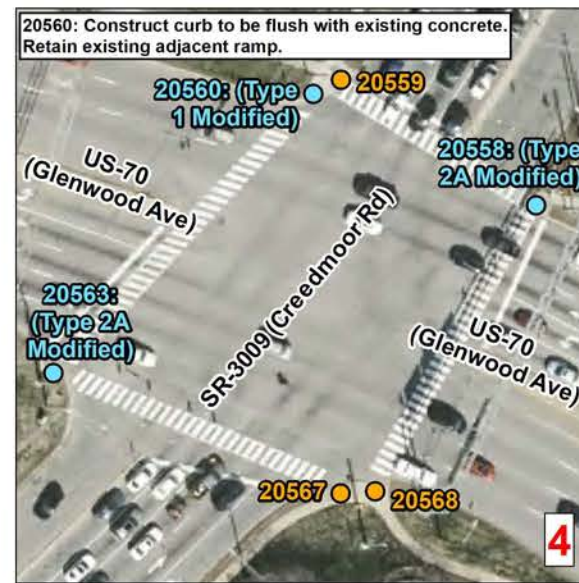 20560: Construct curb to be flush with existing concrete.
Retain existing adjacent ramp.
20560: (Type
1 Modified)
20559
20558: (Type
2A Modified)
US-70
(Glenwood Ave)
SR-3009 (Creedmoor Rd)
20563:
(Type 2A
Modified)
US-70
(Glenwood Ave)
20567
20568
4